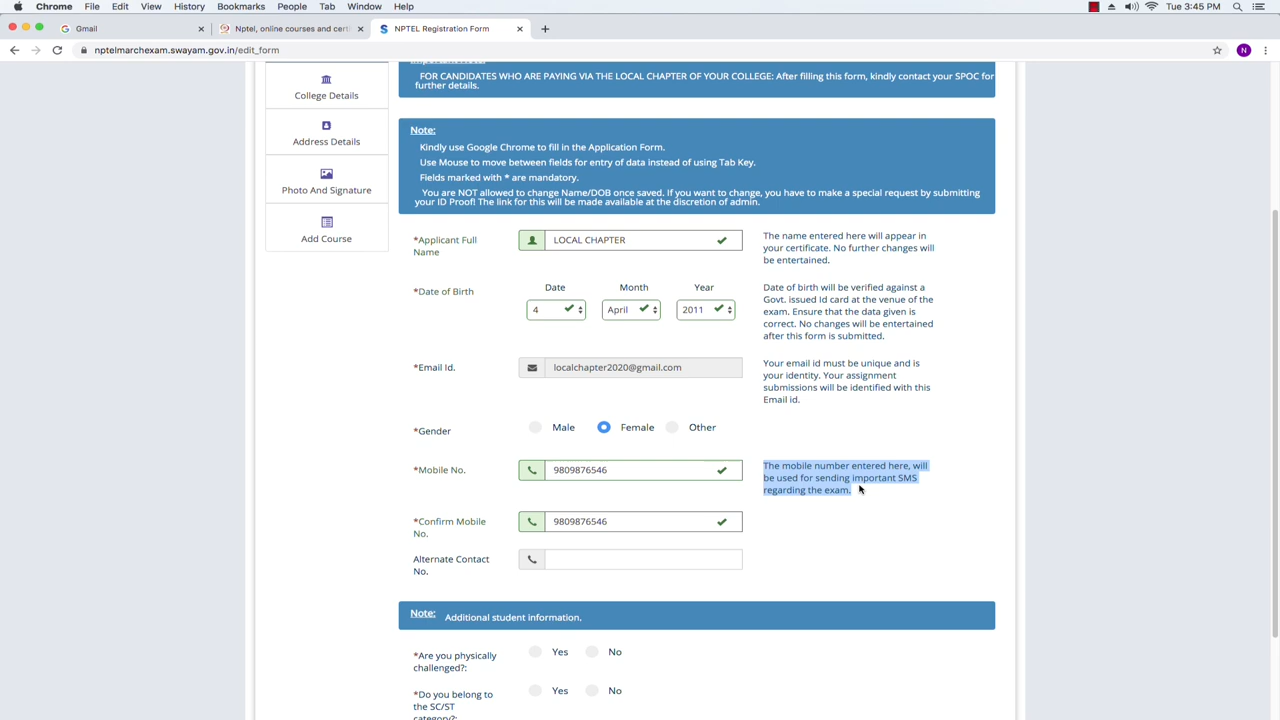 Chrome File Edit View History Bookmarks People Tab Window Help Tue 3:45 PM
Gmail
Nptel, online courses and certi
NPTEL Registration Form
nptelmarchexam.swayam.gov.in/edit_form
N
FOR CANDIDATES WHO ARE PAYING VIA THE LOCAL CHAPTER OF YOUR COLLEGE: After filling this form, kindly contact your SPOC for
further details.
College Details
Address Details
Photo And Signature
Add Course
Note:
Kindly use Google Chrome to fill in the Application Form.
Use Mouse to move between fields for entry of data instead of using Tab Key.
Fields marked with * are mandatory.
You are NOT allowed to change Name/DOB once saved. If you want to change, you have to make a special request by submitting
your ID Proof! The link for this will be made available at the discretion of admin.
*Applicant Full
Name
LOCAL CHAPTER
The name entered here will appear in
your certificate. No further changes will
be entertained.
*Date of Birth
Date Month Year
4 April 2011
Date of birth will be verified against a
Govt. issued Id card at the venue of the
exam. Ensure that the data given is
correct. No changes will be entertained
after this form is submitted.
*Email Id.
localchapter2020@gmail.com
Your email id must be unique and is
your identity. Your assignment
submissions will be identified with this
Email id.
*Gender
Male Female Other
*Mobile No.
9809876546
The mobile number entered here, will
be used for sending important SMS
regarding the exam.
*Confirm Mobile
No.
9809876546
Alternate Contact
No.
Note: Additional student information.
*Are you physically
challenged?:
Yes No
*Do you belong to
the SC/ST
category?:
Yes No